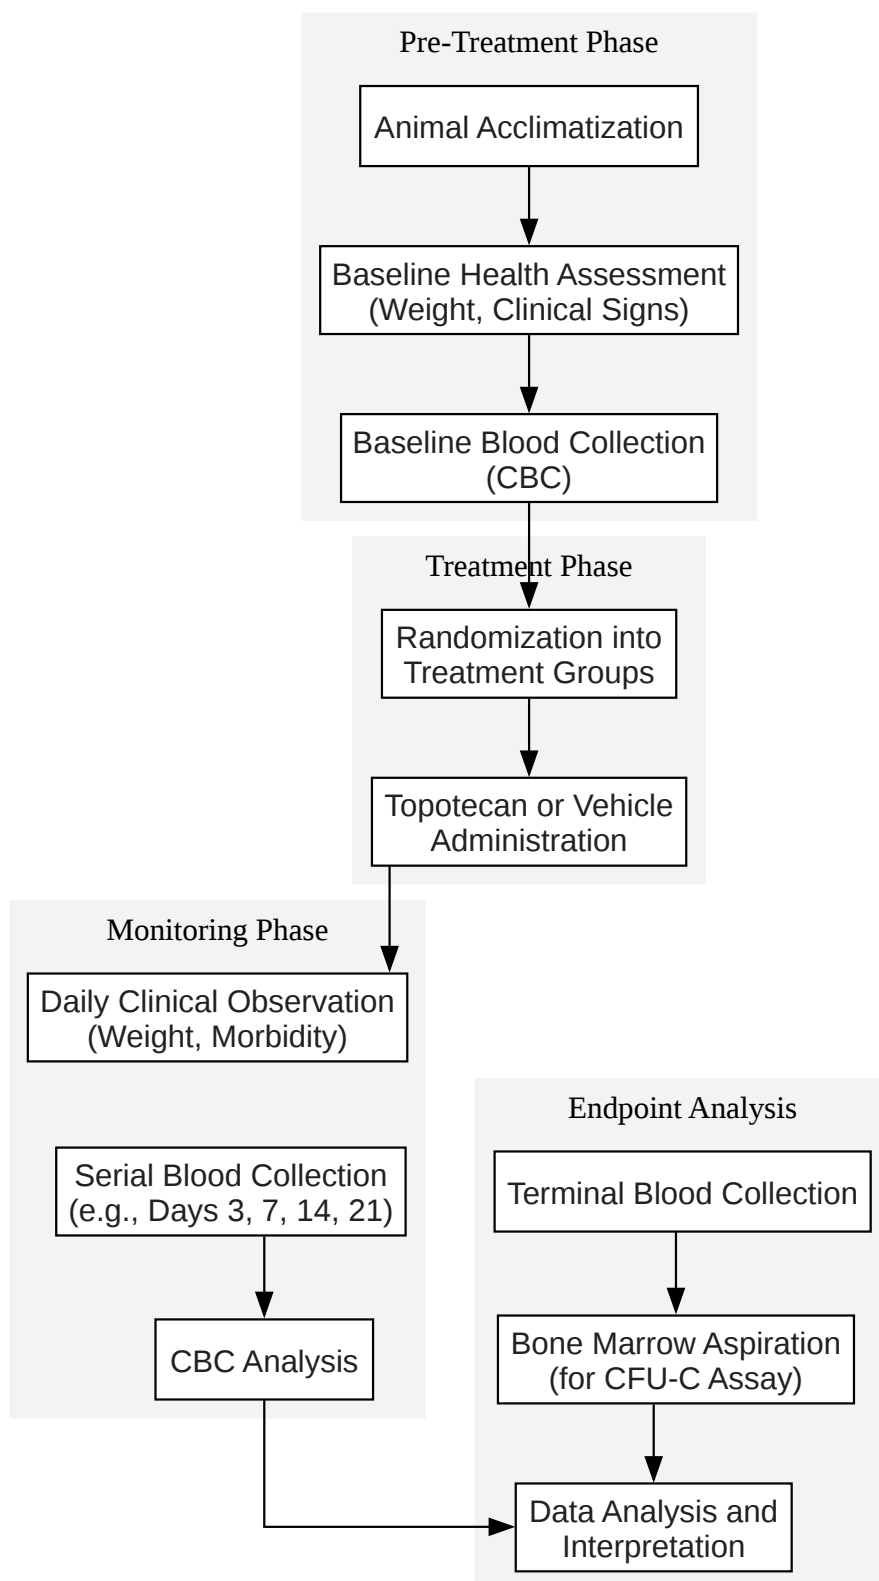 Pre-Treatment Phase
Animal Acclimatization
Baseline Health Assessment
(Weight, Clinical Signs)
Baseline Blood Collection
(CBC)
Treatment Phase
Randomization into
Treatment Groups
Topotecan or Vehicle
Administration
Monitoring Phase
Daily Clinical Observation
(Weight, Morbidity)
Serial Blood Collection
(e.g., Days 3, 7, 14, 21)
CBC Analysis
Endpoint Analysis
Terminal Blood Collection
Bone Marrow Aspiration
(for CFU-C Assay)
Data Analysis and
Interpretation